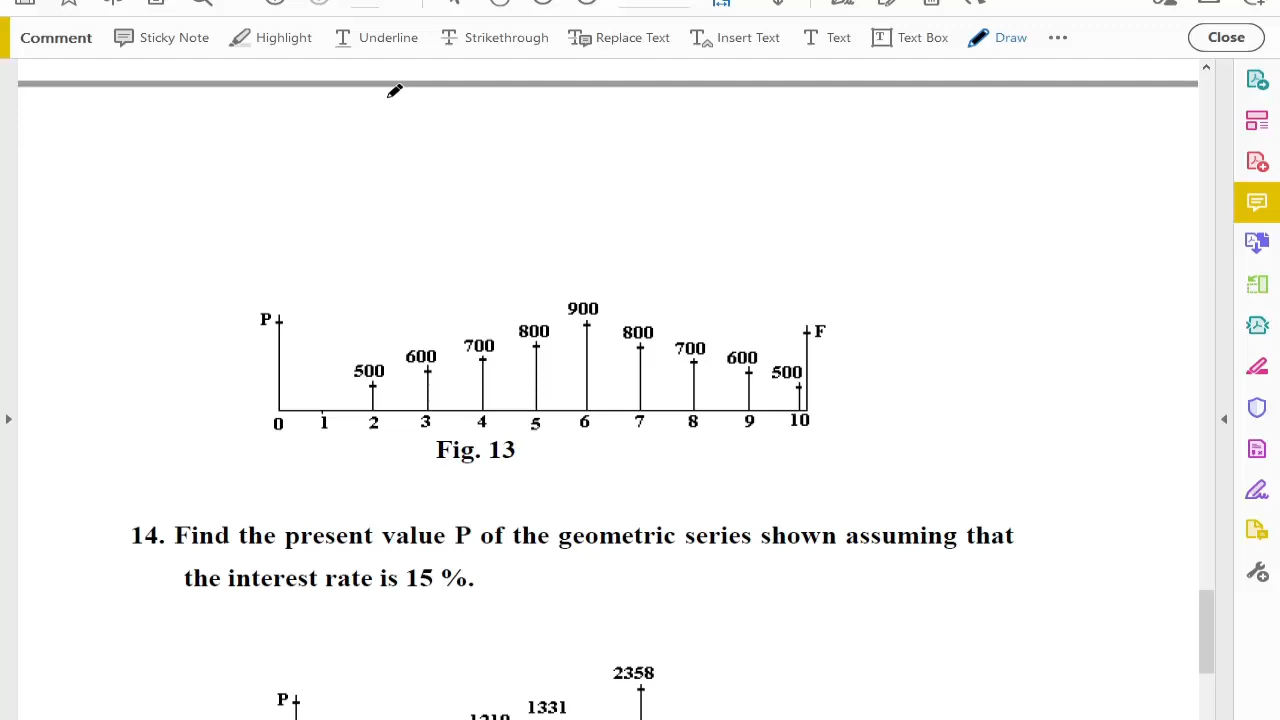 Comment Sticky Note Highlight Underline Strikethrough Replace Text Insert Text Text Text Box Draw Close
900
P 800 800 F
700 700
600 600
500 500
0 1 2 3 4 5 6 7 8 9 10
Fig. 13
14. Find the present value P of the geometric series shown assuming that
the interest rate is 15 %.
2358
P 1331